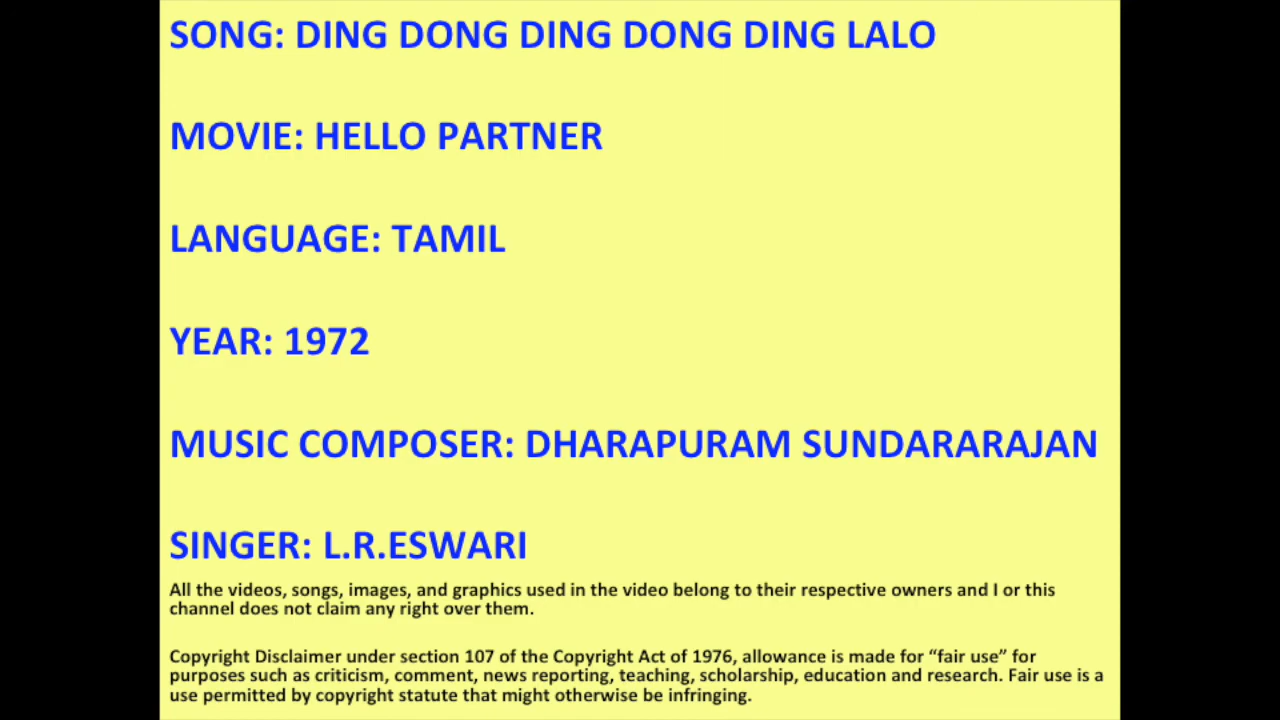 SONG: DING DONG DING DONG DING LALO
MOVIE: HELLO PARTNER
LANGUAGE: TAMIL
YEAR: 1972
MUSIC COMPOSER: DHARAPURAM SUNDARARAJAN
SINGER: L.R.ESWARI
All the videos, songs, images, and graphics used in the video belong to their respective owners and I or this
channel does not claim any right over them.
Copyright Disclaimer under section 107 of the Copyright Act of 1976, allowance is made for “fair use” for
purposes such as criticism, comment, news reporting, teaching, scholarship, education and research. Fair use is a
use permitted by copyright statute that might otherwise be infringing.